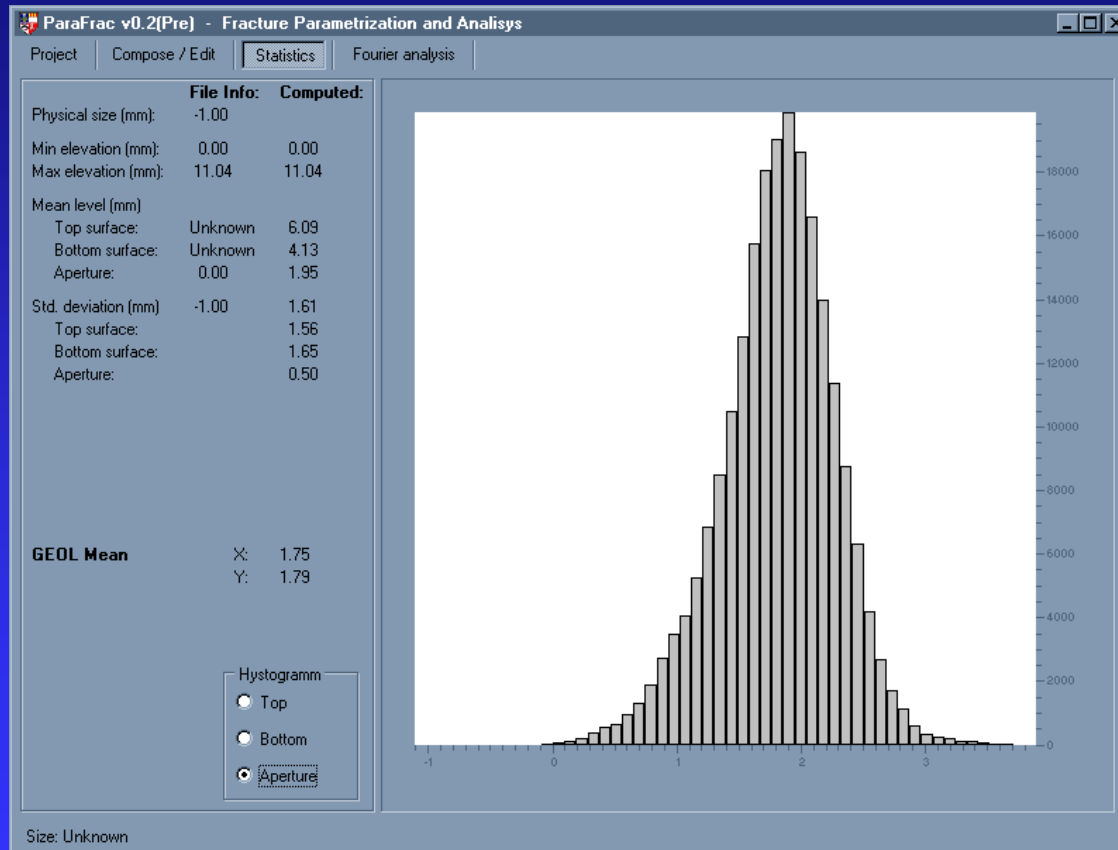 ParaFrac v0.2(Pre) - Fracture Parametrization and Analisys
Project Compose / Edit Statistics Fourier analysis
File Info: Computed:
Physical size (mm): -1.00
Min elevation (mm): 0.00 0.00
Max elevation (mm): 11.04 11.04
Mean level (mm)
Top surface: Unknown 6.09
Bottom surface: Unknown 4.13
Aperture: 0.00 1.95
Std. deviation (mm) -1.00 1.61
Top surface: 1.56
Bottom surface: 1.65
Aperture: 0.50
GEOL Mean X: 1.75
Y: 1.79
Hystogramm
Top
Bottom
Aperture
18000
16000
14000
12000
10000
8000
6000
4000
2000
0
-1 0 1 2 3
Size: Unknown